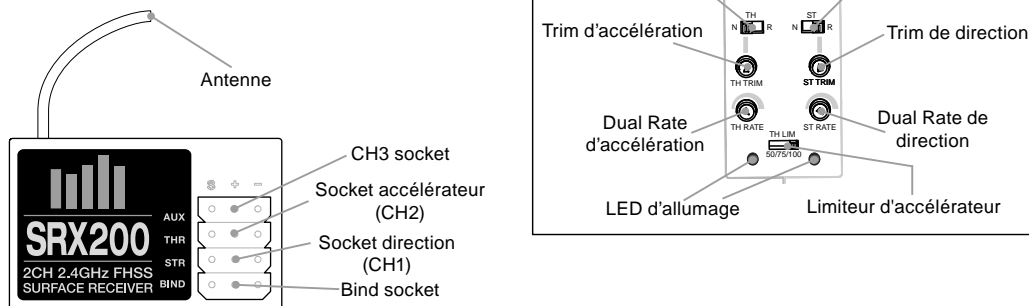 Antenne
CH3 socket
Socket accélérateur
(CH2)
Socket direction
(CH1)
Bind socket
S + −
AUX
THR
STR
BIND
SRX200
2CH 2.4GHz FHSS
SURFACE RECEIVER
TH
ST
N R
N R
Trim d'accélération
Trim de direction
TH TRIM
ST TRIM
Dual Rate
d'accélération
Dual Rate de
direction
TH RATE
ST RATE
TH LIM
50/75/100
LED d'allumage
Limiteur d'accélérateur